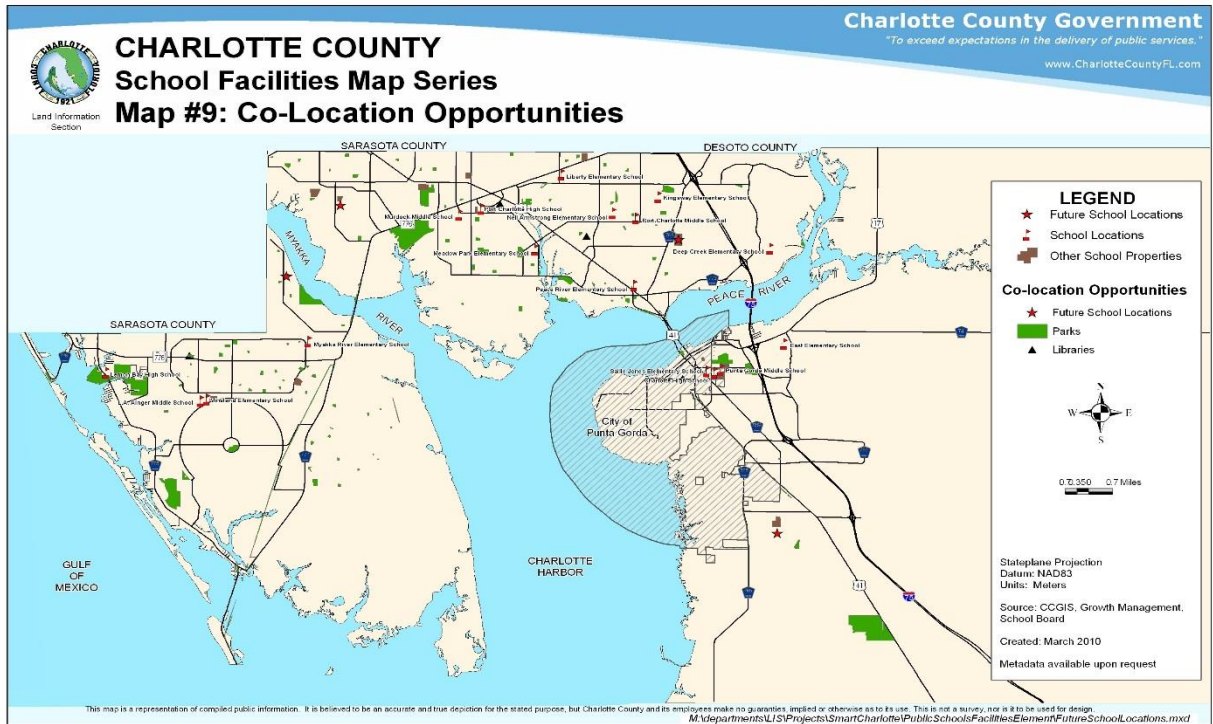 Charlotte County Government
"To exceed expectations in the delivery of public services."
www.CharlotteCountyFL.com
CHARLOTTE COUNTY
School Facilities Map Series
Map #9: Co-Location Opportunities
CHARLOTTE COUNTY
1921
Land Information
Section
SARASOTA COUNTY
DESOTO COUNTY
Liberty Elementary School
Kingsway Elementary School
Port Charlotte High School
Murdock Middle School
Neil Armstrong Elementary School
Port Charlotte Middle School
776
17
Meadow Park Elementary School
Deep Creek Elementary School
MYAKKA
RIVER
Peace River Elementary School
PEACE RIVER
75
SARASOTA COUNTY
41
776
Myakka River Elementary School
East Elementary School
Lemon Bay High School
Sallie Jones Elementary School
Punta Gorda Middle School
Charlotte High School
L.A. Ainger Middle School
Vineland Elementary School
City of
Punta Gorda
GULF
OF
MEXICO
CHARLOTTE
HARBOR
41
75
LEGEND
Future School Locations
School Locations
Other School Properties
Co-location Opportunities
Future School Locations
Parks
Libraries
N
W E
S
0.70.350 0.7 Miles
Stateplane Projection
Datum: NAD83
Units: Meters
Source: CCGIS, Growth Management,
School Board
Created: March 2010
Metadata available upon request
This map is a representation of compiled public information. It is believed to be an accurate and true depiction for the stated purpose, but Charlotte County and its employees make no guaranties, implied or otherwise as to its use. This is not a survey, nor is it to be used for design.
M:\departments\LIS\Projects\SmartCharlotte\PublicSchoolsFacilitiesElement\FutureSchoolLocations.mxd